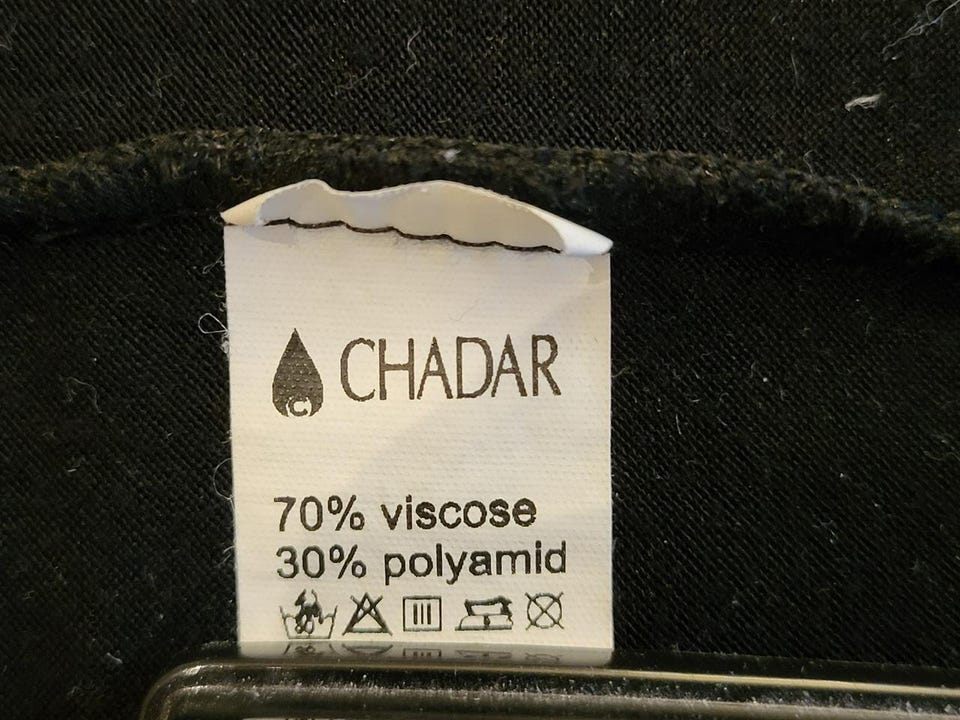 (C) CHADAR
70% viscose
30% polyamid